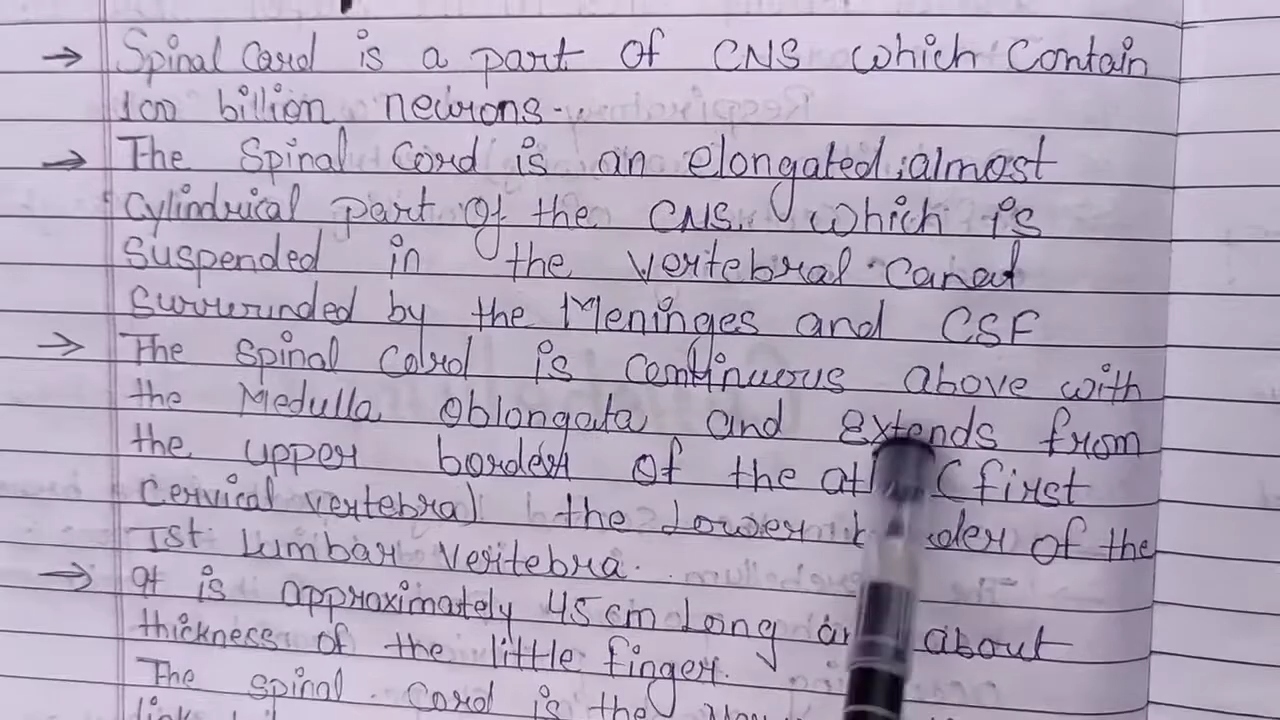 → Spinal Cord is a part of CNS which Contain
100 billion neurons.
→ The Spinal Cord is an elongated, almost
Cylindrical part of the CNS, which is
Suspended in the vertebral canal
Surrounded by the Meninges and CSF
→ The Spinal Cord is continuous above with
the Medulla Oblongata and extends from
the upper border of the (first
Cervical vertebra) the Lower of the
Ist Lumbar Veritebra.
→ It is approximately 45 cm Long about
thickness of the little finger.
The Spinal Cord is the